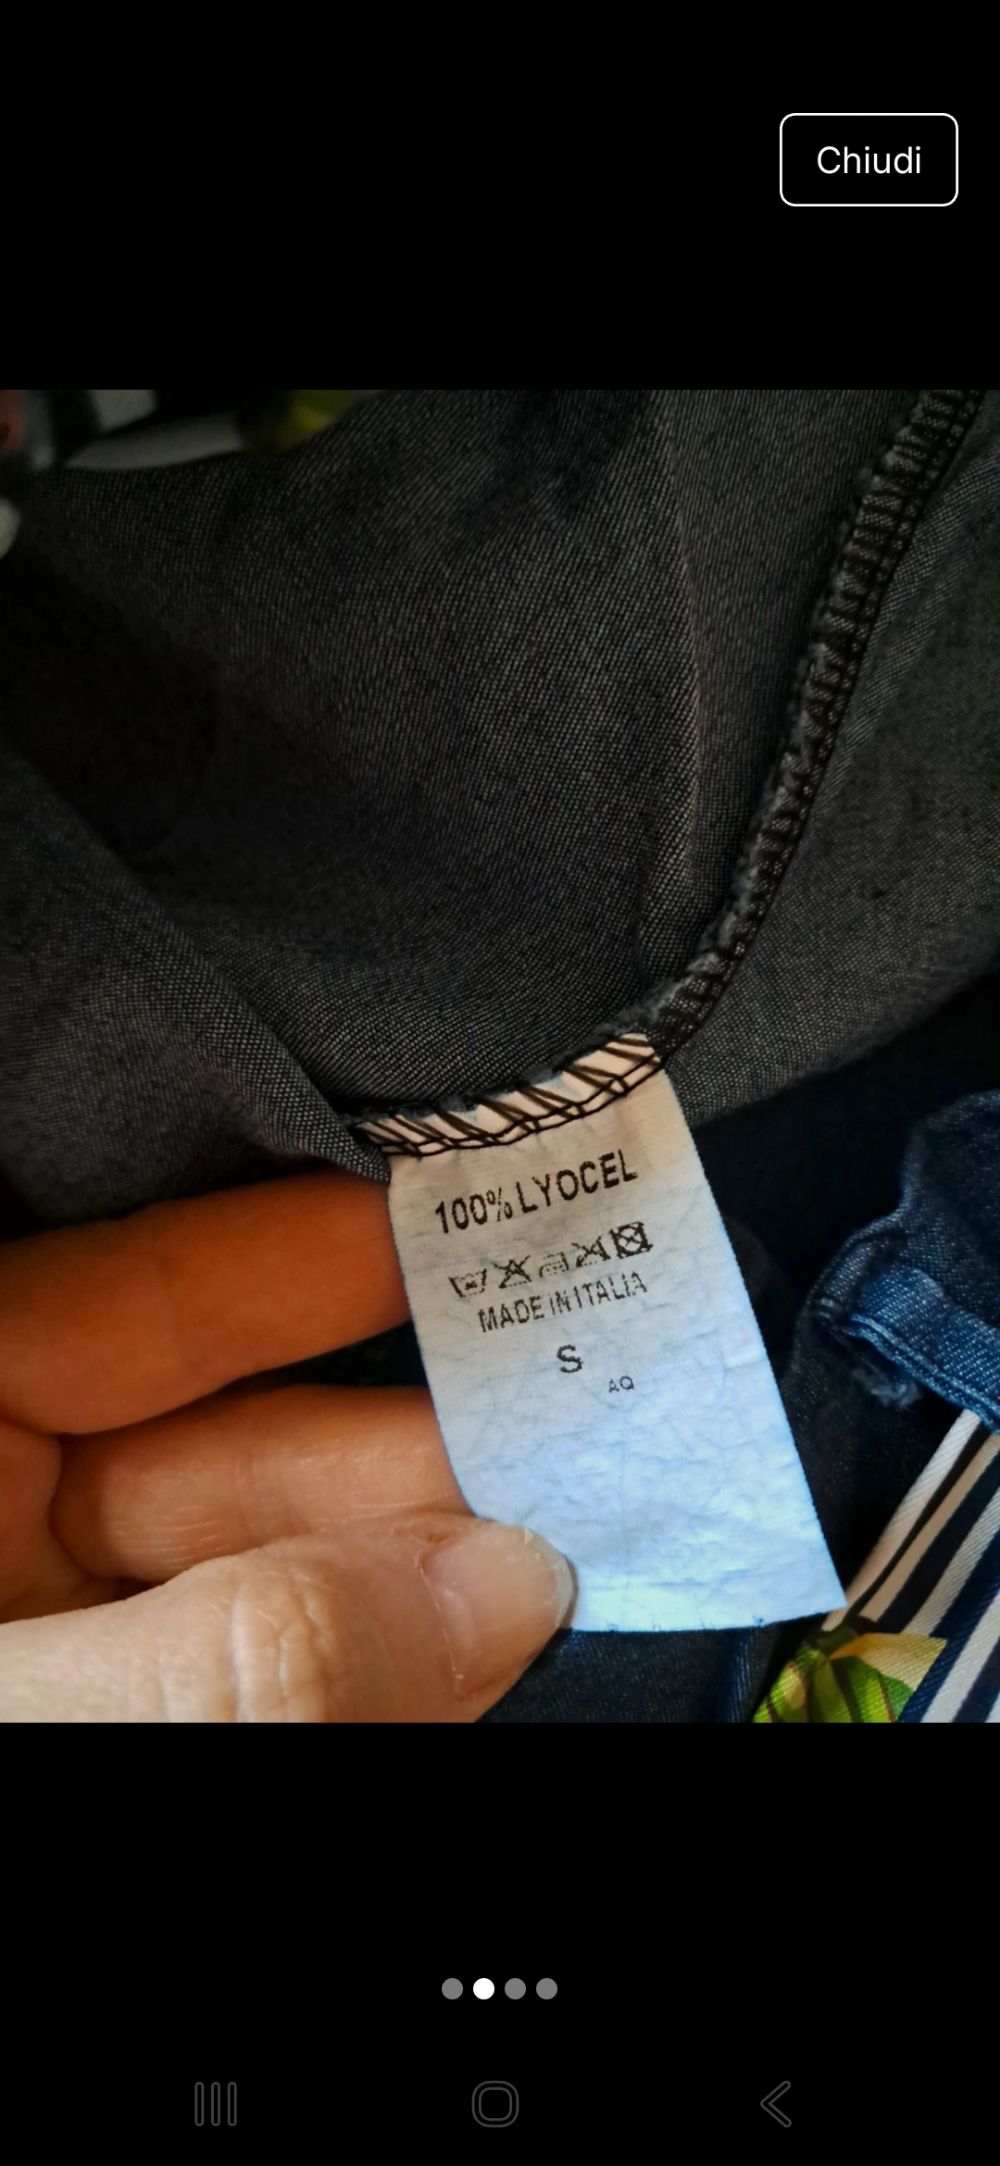 Chiudi
100% LYOCEL
MADE IN ITALIA
S
AQ